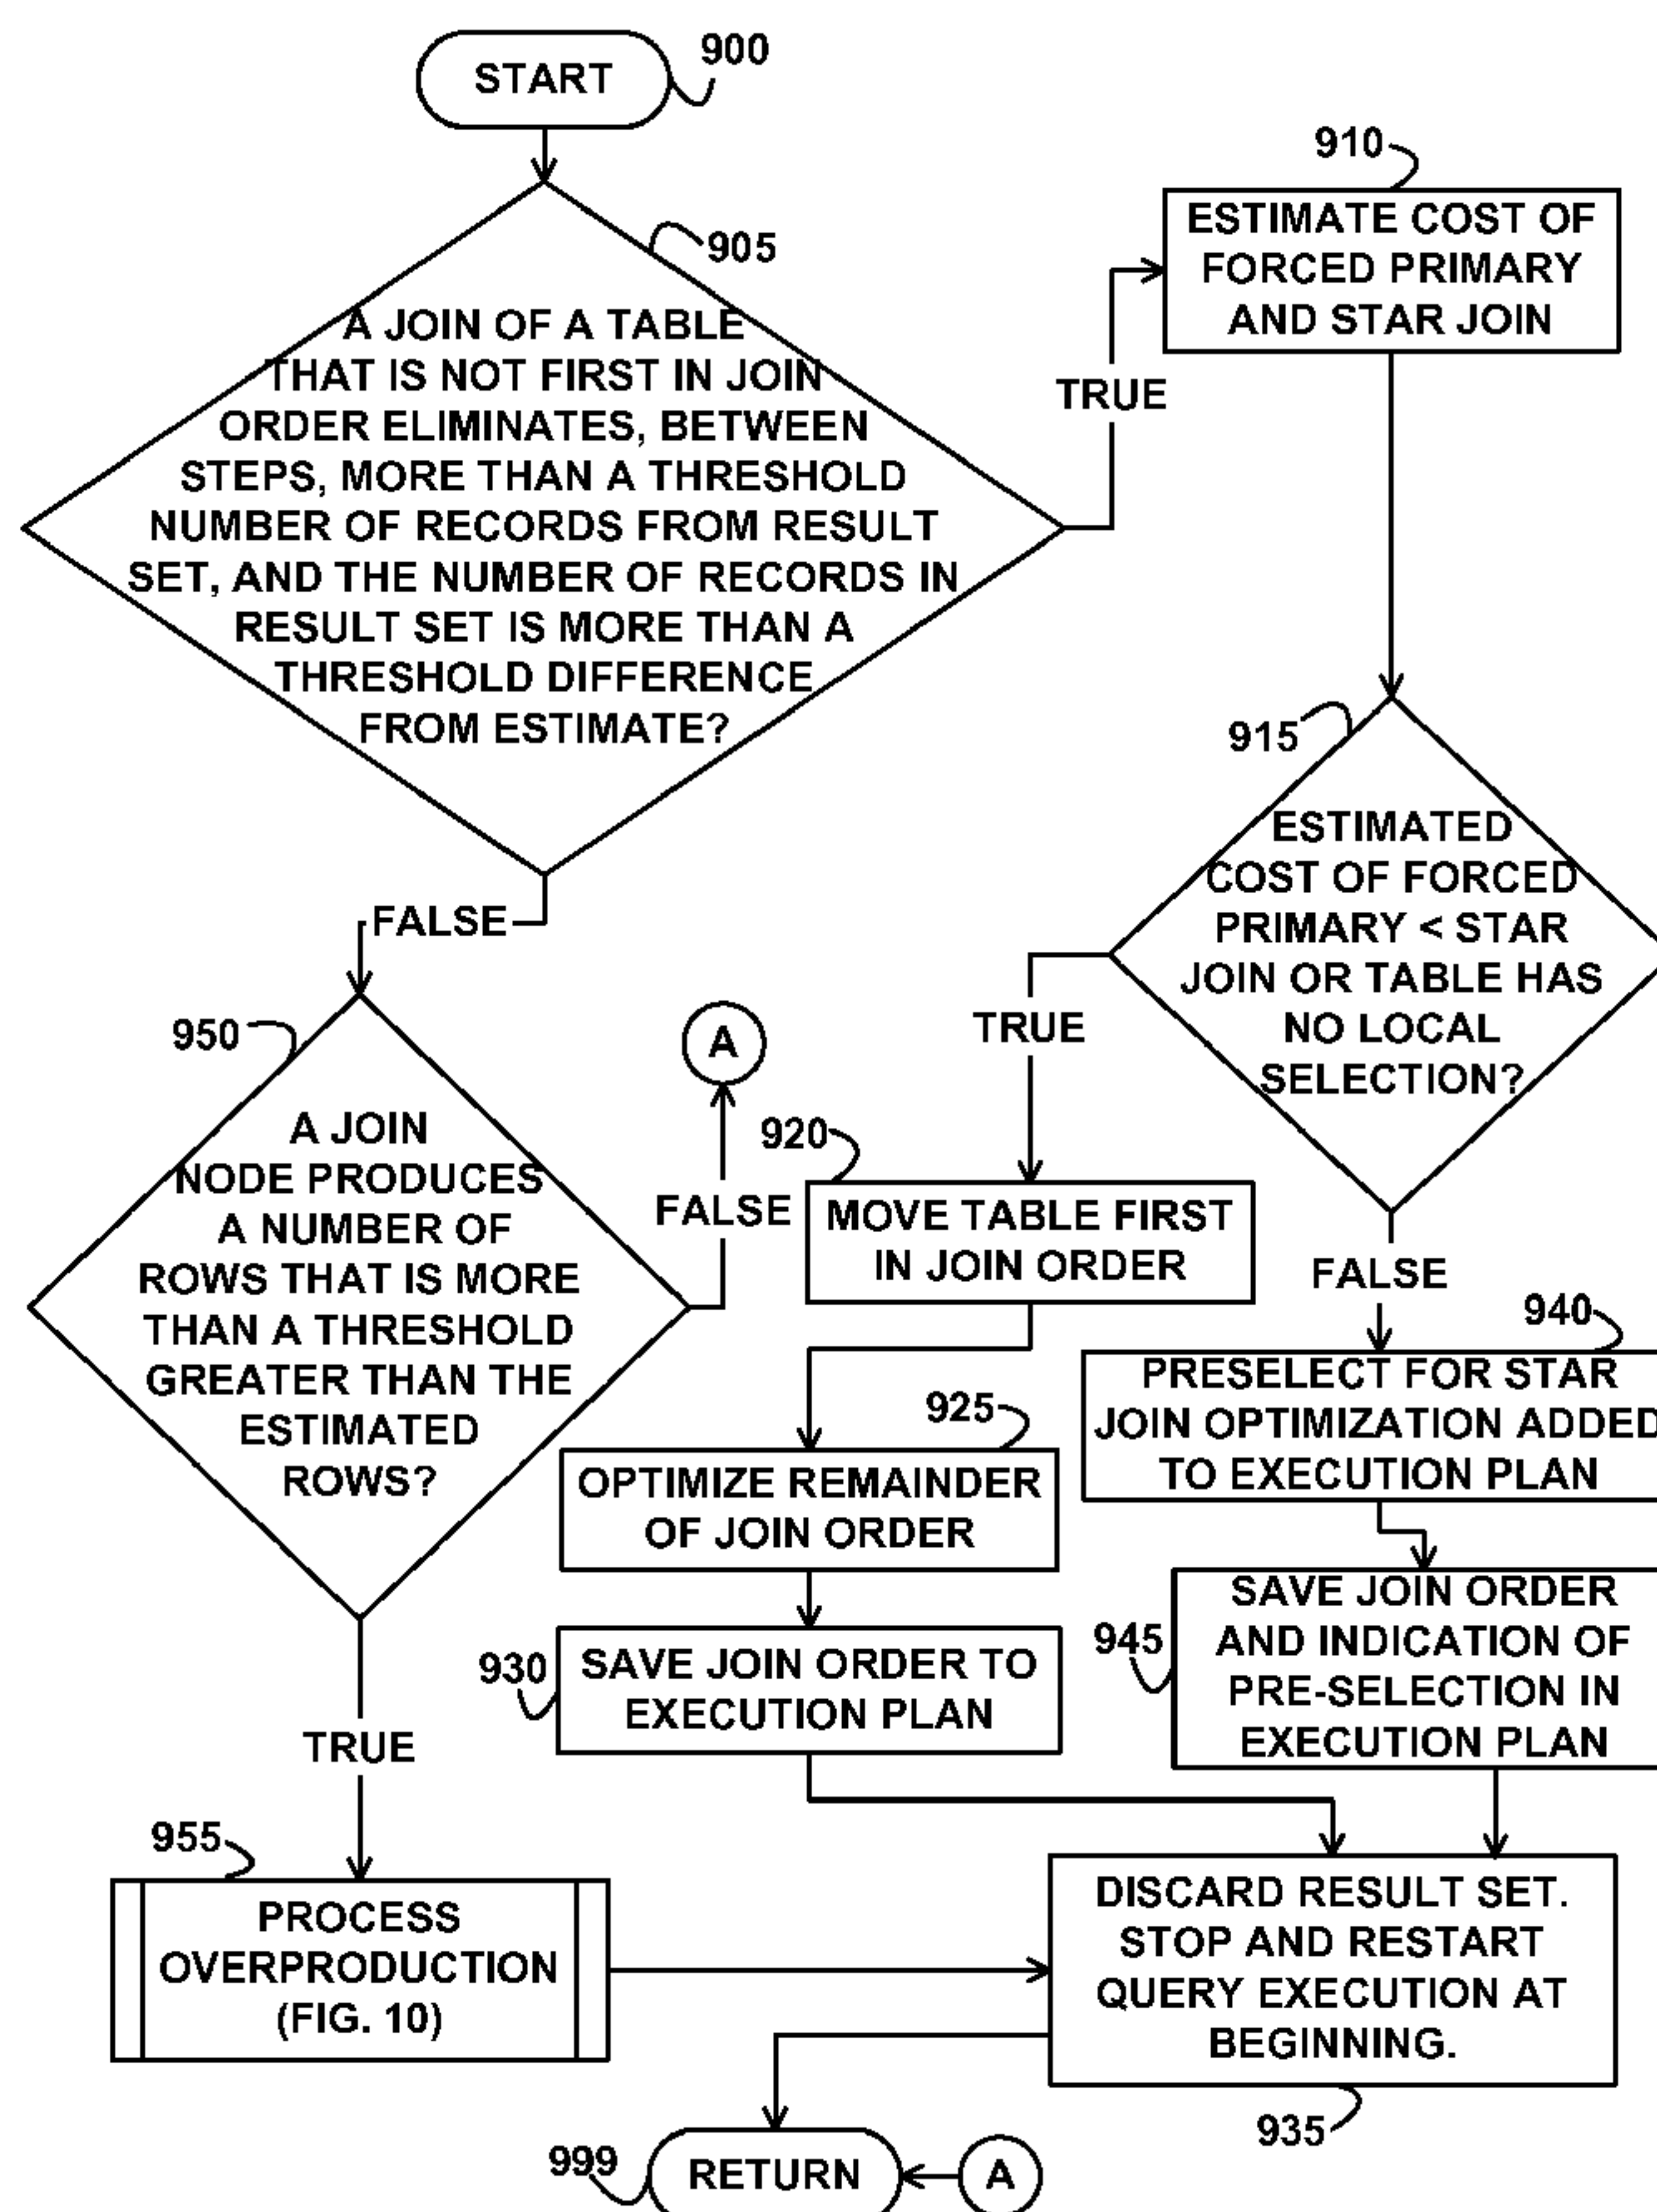 START
900
905
A JOIN OF A TABLE
THAT IS NOT FIRST IN JOIN
ORDER ELIMINATES, BETWEEN
STEPS, MORE THAN A THRESHOLD
NUMBER OF RECORDS FROM RESULT
SET, AND THE NUMBER OF RECORDS IN
RESULT SET IS MORE THAN A
THRESHOLD DIFFERENCE
FROM ESTIMATE?
TRUE
910
ESTIMATE COST OF
FORCED PRIMARY
AND STAR JOIN
915
ESTIMATED
COST OF FORCED
PRIMARY < STAR
JOIN OR TABLE HAS
NO LOCAL
SELECTION?
TRUE
FALSE
920
MOVE TABLE FIRST
IN JOIN ORDER
925
OPTIMIZE REMAINDER
OF JOIN ORDER
930
SAVE JOIN ORDER TO
EXECUTION PLAN
940
PRESELECT FOR STAR
JOIN OPTIMIZATION ADDED
TO EXECUTION PLAN
945
SAVE JOIN ORDER
AND INDICATION OF
PRE-SELECTION IN
EXECUTION PLAN
FALSE
950
A JOIN
NODE PRODUCES
A NUMBER OF
ROWS THAT IS MORE
THAN A THRESHOLD
GREATER THAN THE
ESTIMATED
ROWS?
FALSE
A
TRUE
955
PROCESS
OVERPRODUCTION
(FIG. 10)
DISCARD RESULT SET.
STOP AND RESTART
QUERY EXECUTION AT
BEGINNING.
935
999
RETURN
A